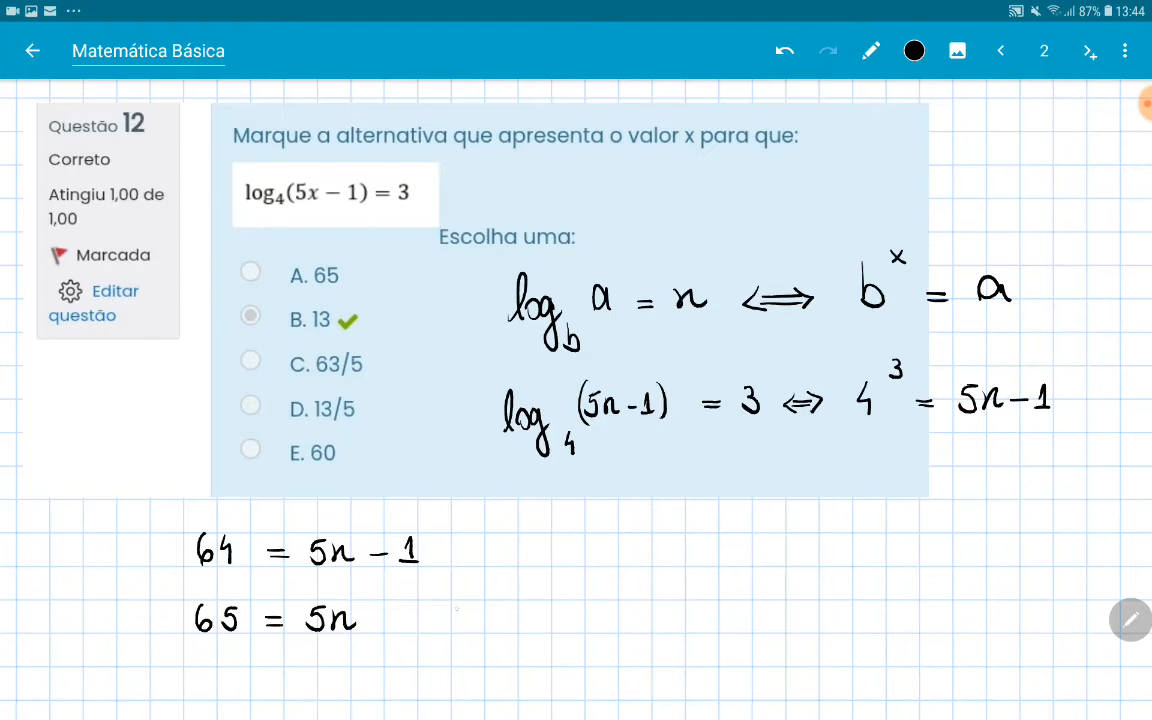 87% 13:44
Matemática Básica
2
Questão 12
Correto
Atingiu 1,00 de
1,00
Marcada
Editar
questão
Marque a alternativa que apresenta o valor x para que:
log₄(5x − 1) = 3
Escolha uma:
A. 65
B. 13
C. 63/5
D. 13/5
E. 60
log_b a = x ⟺ b^x = a
log₄ (5x-1) = 3 ⟺ 4³ = 5x-1
64 = 5x - 1
65 = 5x